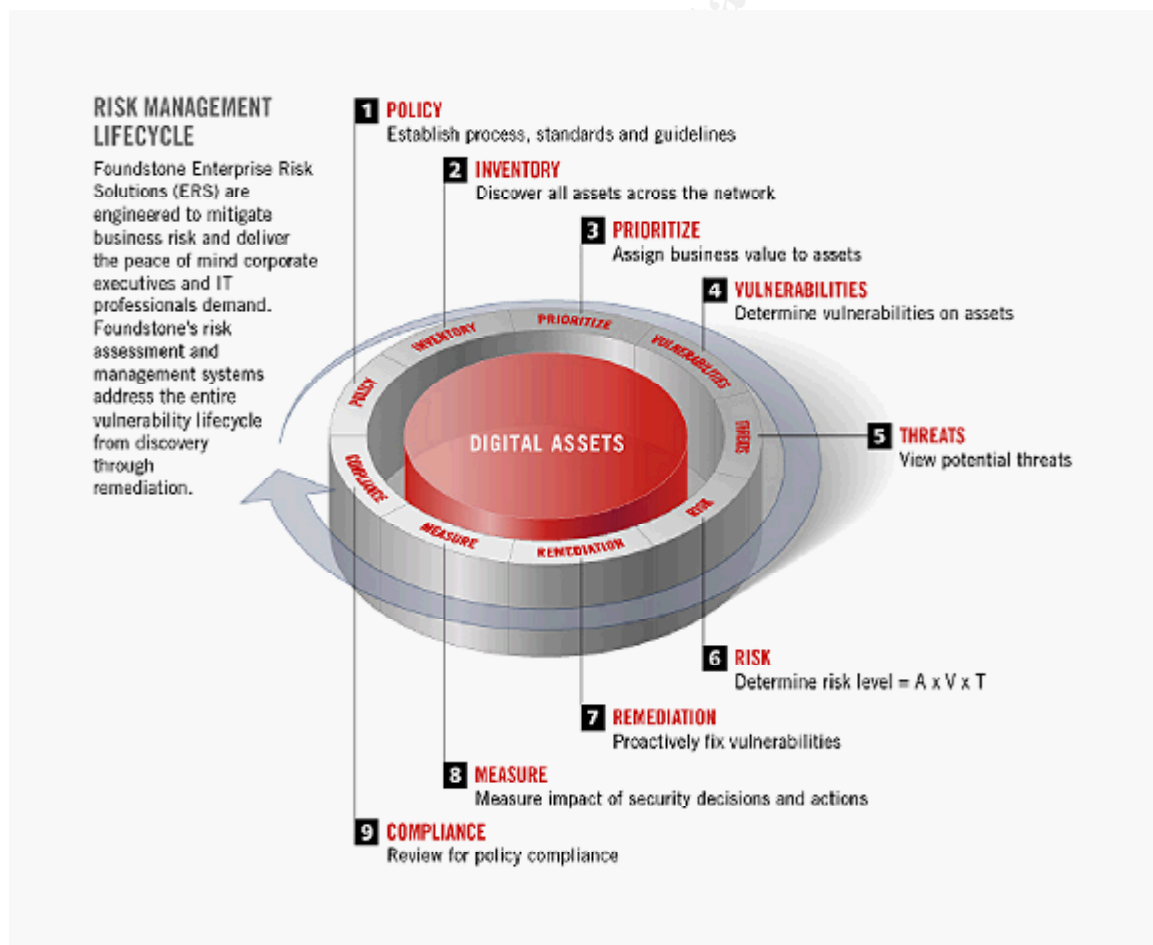 RISK MANAGEMENT
LIFECYCLE
Foundstone Enterprise Risk
Solutions (ERS) are
engineered to mitigate
business risk and deliver
the peace of mind corporate
executives and IT
professionals demand.
Foundstone's risk
assessment and
management systems
address the entire
vulnerability lifecycle
from discovery
through
remediation.
1 POLICY
Establish process, standards and guidelines
2 INVENTORY
Discover all assets across the network
3 PRIORITIZE
Assign business value to assets
4 VULNERABILITIES
Determine vulnerabilities on assets
5 THREATS
View potential threats
6 RISK
Determine risk level = A x V x T
7 REMEDIATION
Proactively fix vulnerabilities
8 MEASURE
Measure impact of security decisions and actions
9 COMPLIANCE
Review for policy compliance
POLICY
INVENTORY
PRIORITIZE
VULNERABILITIES
THREATS
RISK
REMEDIATION
MEASURE
COMPLIANCE
DIGITAL ASSETS